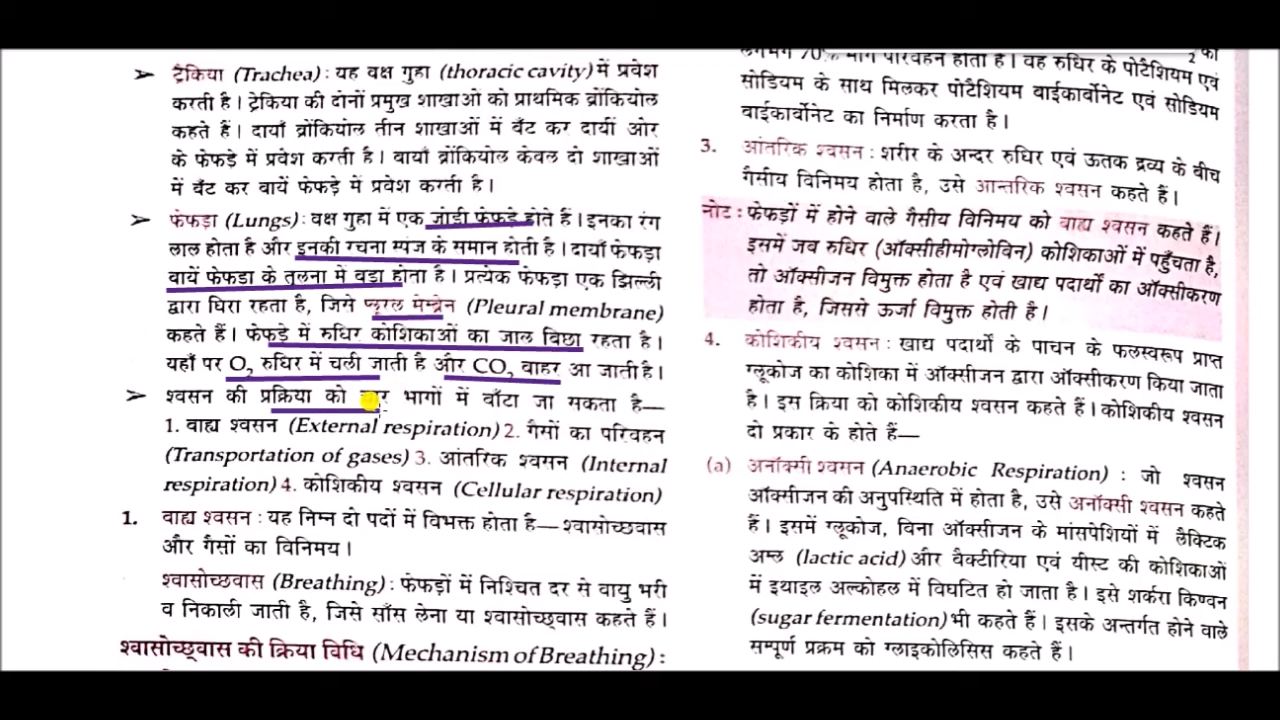 ➢ ट्रैकिया (Trachea) : यह वक्ष गुहा (thoracic cavity) में प्रवेश
करती है। ट्रेकिया की दोनों प्रमुख शाखाओं को प्राथमिक ब्रोंकियोल
कहते हैं। दायाँ ब्रोंकियोल तीन शाखाओं में बँट कर दायीं ओर
के फेफड़े में प्रवेश करती है। बायाँ ब्रोंकियोल केवल दो शाखाओं
में बँट कर बायें फेफड़े में प्रवेश करती है।
➢ फेफड़ा (Lungs) : वक्ष गुहा में एक जोड़ी फेफड़े होते हैं। इनका रंग
लाल होता है और इनकी रचना स्पंज के समान होती है। दायाँ फेफड़ा
बायें फेफड़ा के तुलना में बड़ा होता है। प्रत्येक फेफड़ा एक झिल्ली
द्वारा घिरा रहता है, जिसे प्लूरल मेम्ब्रेन (Pleural membrane)
कहते हैं। फेफड़े में रुधिर कोशिकाओं का जाल बिछा रहता है।
यहाँ पर O₂ रुधिर में चली जाती है और CO₂ बाहर आ जाती है।
➢ श्वसन की प्रक्रिया को चार भागों में बाँटा जा सकता है—
1. बाह्य श्वसन (External respiration) 2. गैसों का परिवहन
(Transportation of gases) 3. आंतरिक श्वसन (Internal
respiration) 4. कोशिकीय श्वसन (Cellular respiration)
1. बाह्य श्वसन : यह निम्न दो पदों में विभक्त होता है—श्वासोच्छवास
और गैसों का विनिमय।
श्वासोच्छवास (Breathing) : फेफड़ों में निश्चित दर से वायु भरी
व निकाली जाती है, जिसे साँस लेना या श्वासोच्छ्वास कहते हैं।
श्वासोच्छ्वास की क्रिया विधि (Mechanism of Breathing) :
लगभग 70% भाग परिवहन होता है। यह रुधिर के पोटैशियम एवं
सोडियम के साथ मिलकर पोटैशियम बाईकार्बोनेट एवं सोडियम
बाईकार्बोनेट का निर्माण करता है।
3. आंतरिक श्वसन : शरीर के अन्दर रुधिर एवं ऊतक द्रव्य के बीच
गैसीय विनिमय होता है, उसे आन्तरिक श्वसन कहते हैं।
नोट : फेफड़ों में होने वाले गैसीय विनिमय को बाह्य श्वसन कहते हैं।
इसमें जब रुधिर (ऑक्सीहीमोग्लोबिन) कोशिकाओं में पहुँचता है,
तो ऑक्सीजन विमुक्त होता है एवं खाद्य पदार्थों का ऑक्सीकरण
होता है, जिससे ऊर्जा विमुक्त होती है।
4. कोशिकीय श्वसन : खाद्य पदार्थो के पाचन के फलस्वरूप प्राप्त
ग्लूकोज का कोशिका में ऑक्सीजन द्वारा ऑक्सीकरण किया जाता
है। इस क्रिया को कोशिकीय श्वसन कहते हैं। कोशिकीय श्वसन
दो प्रकार के होते हैं—
(a) अनॉक्सी श्वसन (Anaerobic Respiration) : जो श्वसन
ऑक्सीजन की अनुपस्थिति में होता है, उसे अनॉक्सी श्वसन कहते
हैं। इसमें ग्लूकोज, बिना ऑक्सीजन के मांसपेशियों में लैक्टिक
अम्ल (lactic acid) और बैक्टीरिया एवं यीस्ट की कोशिकाओं
में इथाइल अल्कोहल में विघटित हो जाता है। इसे शर्करा किण्वन
(sugar fermentation) भी कहते हैं। इसके अन्तर्गत होने वाले
सम्पूर्ण प्रक्रम को ग्लाइकोलिसिस कहते हैं।